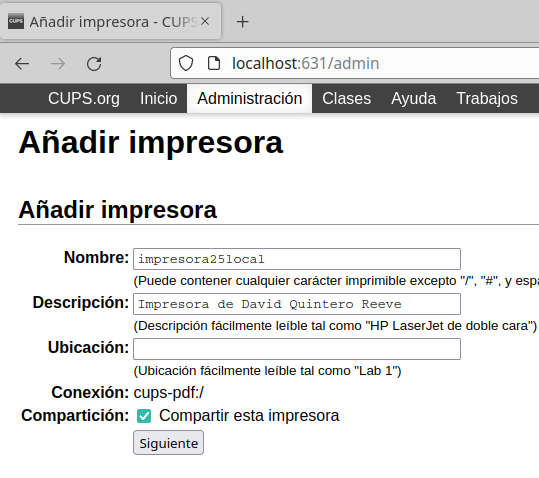 CUPS Añadir impresora - CUPS
localhost:631/admin
CUPS.org Inicio Administración Clases Ayuda Trabajos
Añadir impresora
Añadir impresora
Nombre: impresora25local
(Puede contener cualquier carácter imprimible excepto "/", "#", y espa
Descripción: Impresora de David Quintero Reeve
(Descripción fácilmente leíble tal como "HP LaserJet de doble cara")
Ubicación:
(Ubicación fácilmente leíble tal como "Lab 1")
Conexión: cups-pdf:/
Compartición: Compartir esta impresora
Siguiente